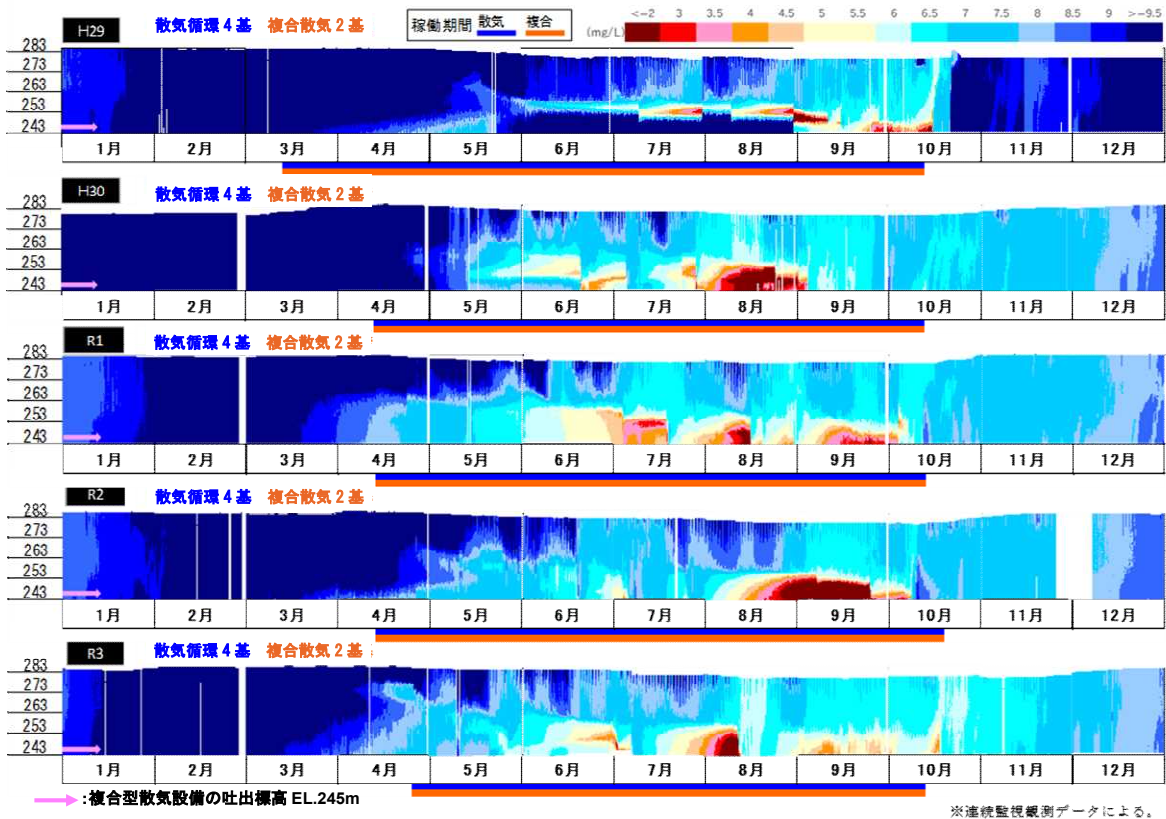 H29 散気循環4基 複合散気2基 稼働期間 散気 複合
(mg/L) <-2 3 3.5 4 4.5 5 5.5 6 6.5 7 7.5 8 8.5 9 >-9.5
283
273
263
253
243
1月 2月 3月 4月 5月 6月 7月 8月 9月 10月 11月 12月
H30 散気循環4基 複合散気2基
283
273
263
253
243
1月 2月 3月 4月 5月 6月 7月 8月 9月 10月 11月 12月
R1 散気循環4基 複合散気2基
283
273
263
253
243
1月 2月 3月 4月 5月 6月 7月 8月 9月 10月 11月 12月
R2 散気循環4基 複合散気2基
283
273
263
253
243
1月 2月 3月 4月 5月 6月 7月 8月 9月 10月 11月 12月
R3 散気循環4基 複合散気2基
283
273
263
253
243
1月 2月 3月 4月 5月 6月 7月 8月 9月 10月 11月 12月
:複合型散気設備の吐出標高 EL.245m
※連続監視観測データによる。